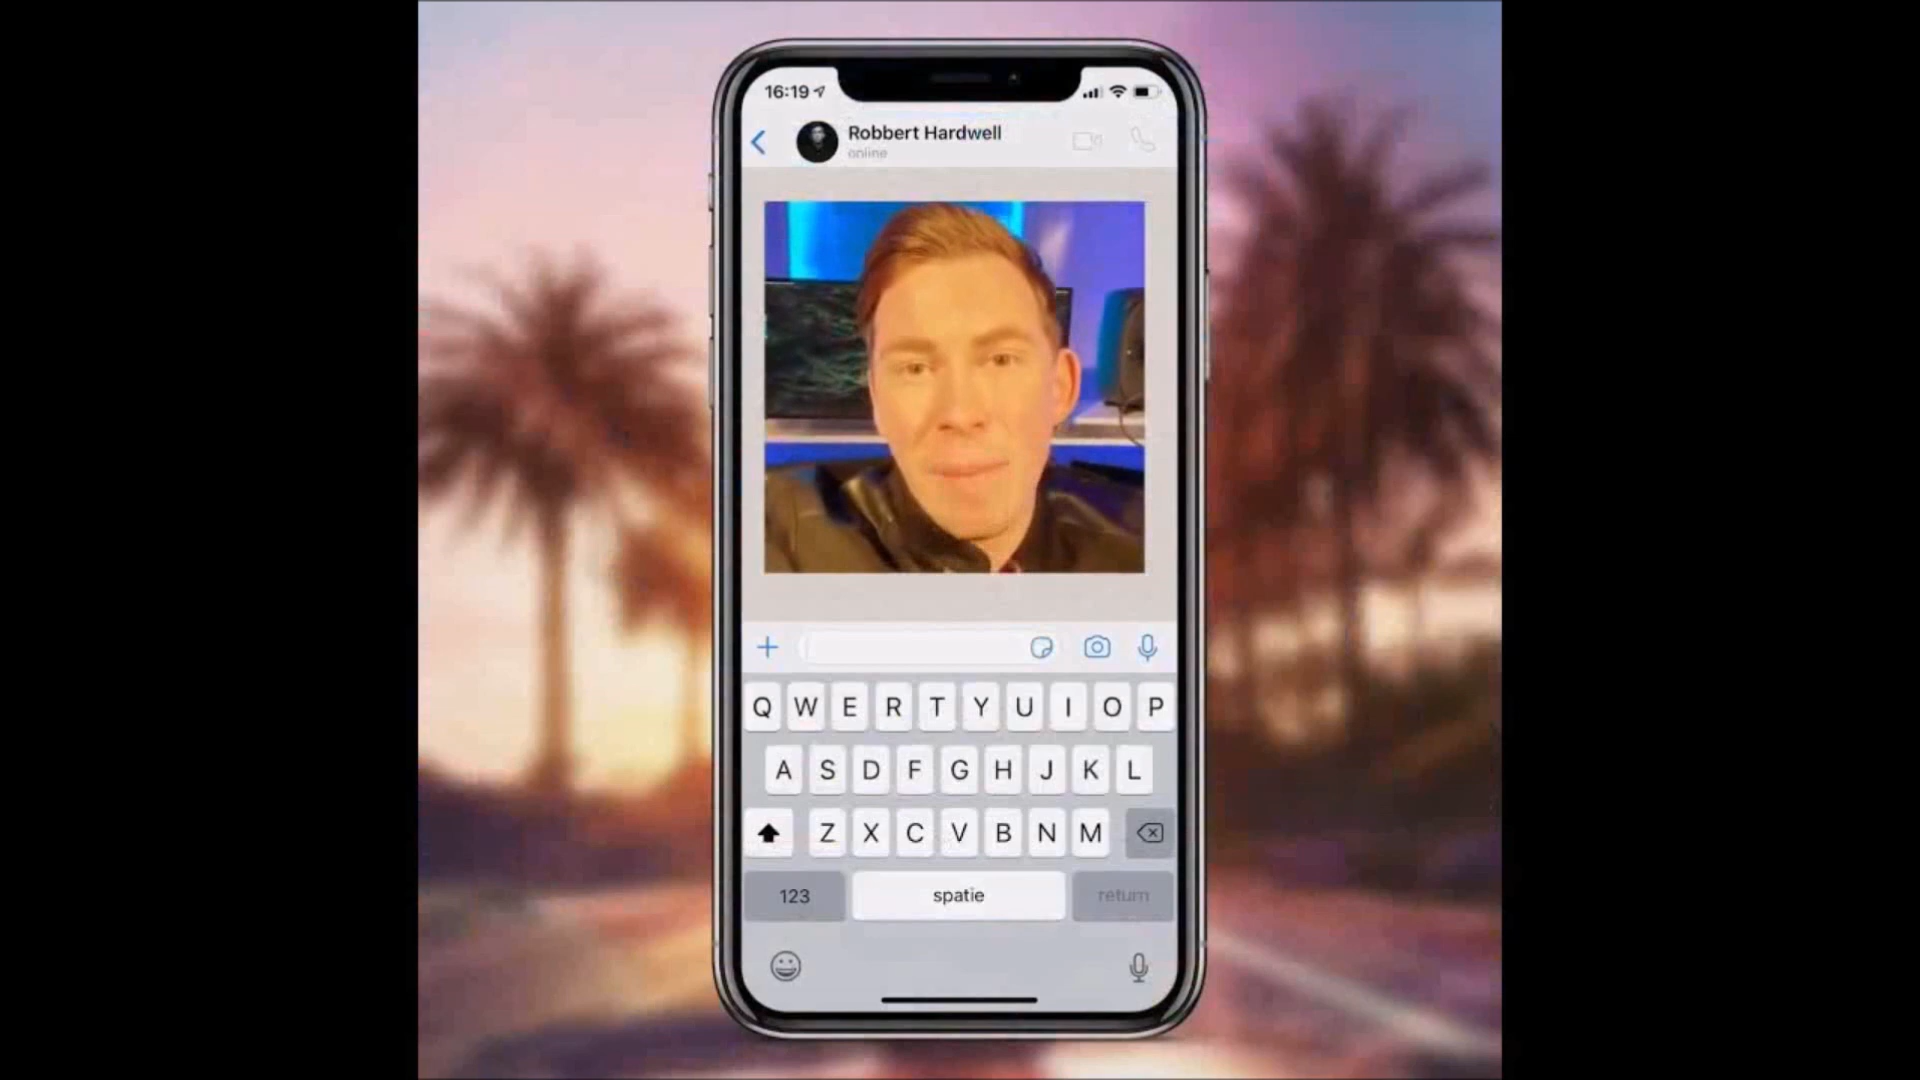 16:19
Robbert Hardwell
online
Q W E R T Y U I O P
A S D F G H J K L
Z X C V B N M
123 spatie return